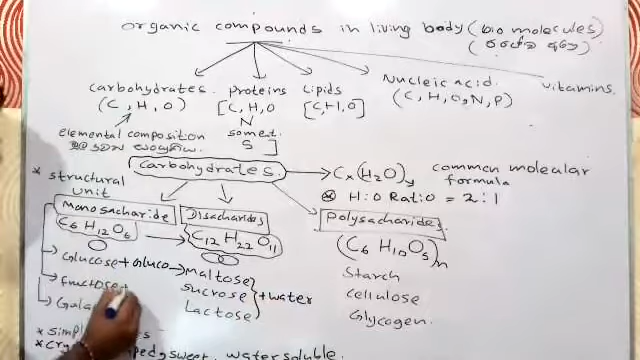 organic compounds in living body (bio molecules)
carbohydrates proteins Lipids Nucleic acid vitamins
(C, H, O) [C, H, O [C, H, O] (C, H, O, N, P)
N
elemental composition somet.
S ]
carbohydrates. → Cx(H2O)y common molecular
formula
* structural
unit
⊗ H:O Ratio = 2:1
Monosacharide Disacharides polysacharides
C6 H12 O6 → C12 H22 O11 (C6 H10 O5)n
→ Glucose + Gluco → maltose Starch
→ fructose + sucrose + water cellulose
→ Lactose Glycogen
* simpl
* water soluble.